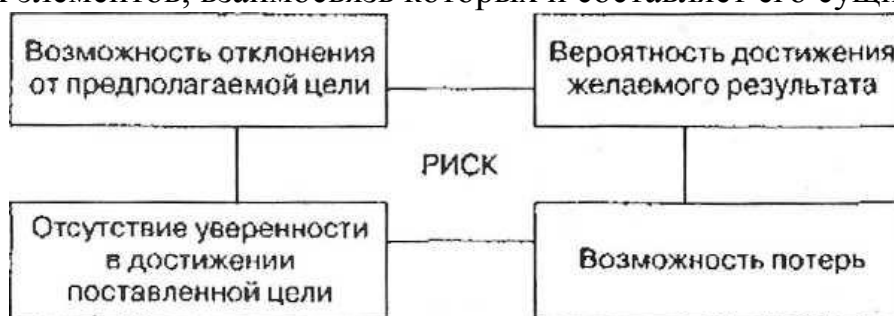 элементов, взаимосвязь которых и составляет его сущн
Возможность отклонения
от предполагаемой цели
Вероятность достижения
желаемого результата
РИСК
Отсутствие уверенности
в достижении
поставленной цели
Возможность потерь